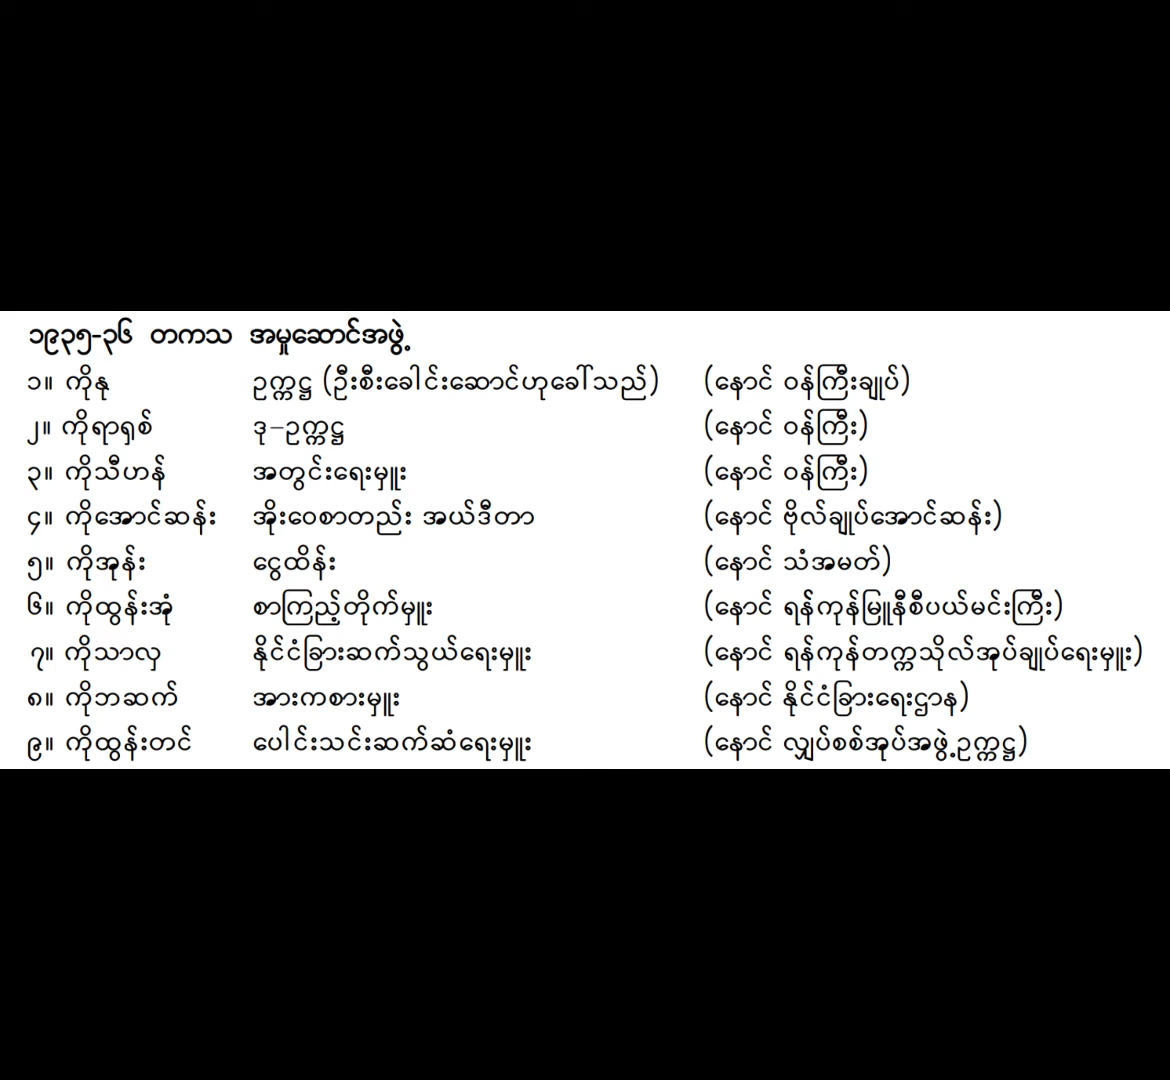 ၁၉၃၅-၃၆ တကသ အမှုဆောင်အဖွဲ့
၁။ ကိုနု ဥက္ကဋ္ဌ (ဦးစီးခေါင်းဆောင်ဟုခေါ်သည်) (နောင် ဝန်ကြီးချုပ်)
၂။ ကိုရာရှစ် ဒု-ဥက္ကဋ္ဌ (နောင် ဝန်ကြီး)
၃။ ကိုသီဟန် အတွင်းရေးမှူး (နောင် ဝန်ကြီး)
၄။ ကိုအောင်ဆန်း အိုးဝေစာတည်း အယ်ဒီတာ (နောင် ဗိုလ်ချုပ်အောင်ဆန်း)
၅။ ကိုအုန်း ငွေထိန်း (နောင် သံအမတ်)
၆။ ကိုထွန်းအုံ စာကြည့်တိုက်မှူး (နောင် ရန်ကုန်မြူနီစီပယ်မင်းကြီး)
၇။ ကိုသာလှ နိုင်ငံခြားဆက်သွယ်ရေးမှူး (နောင် ရန်ကုန်တက္ကသိုလ်အုပ်ချုပ်ရေးမှူး)
၈။ ကိုဘဆက် အားကစားမှူး (နောင် နိုင်ငံခြားရေးဌာန)
၉။ ကိုထွန်းတင် ပေါင်းသင်းဆက်ဆံရေးမှူး (နောင် လျှပ်စစ်အုပ်အဖွဲ့ဥက္ကဋ္ဌ)